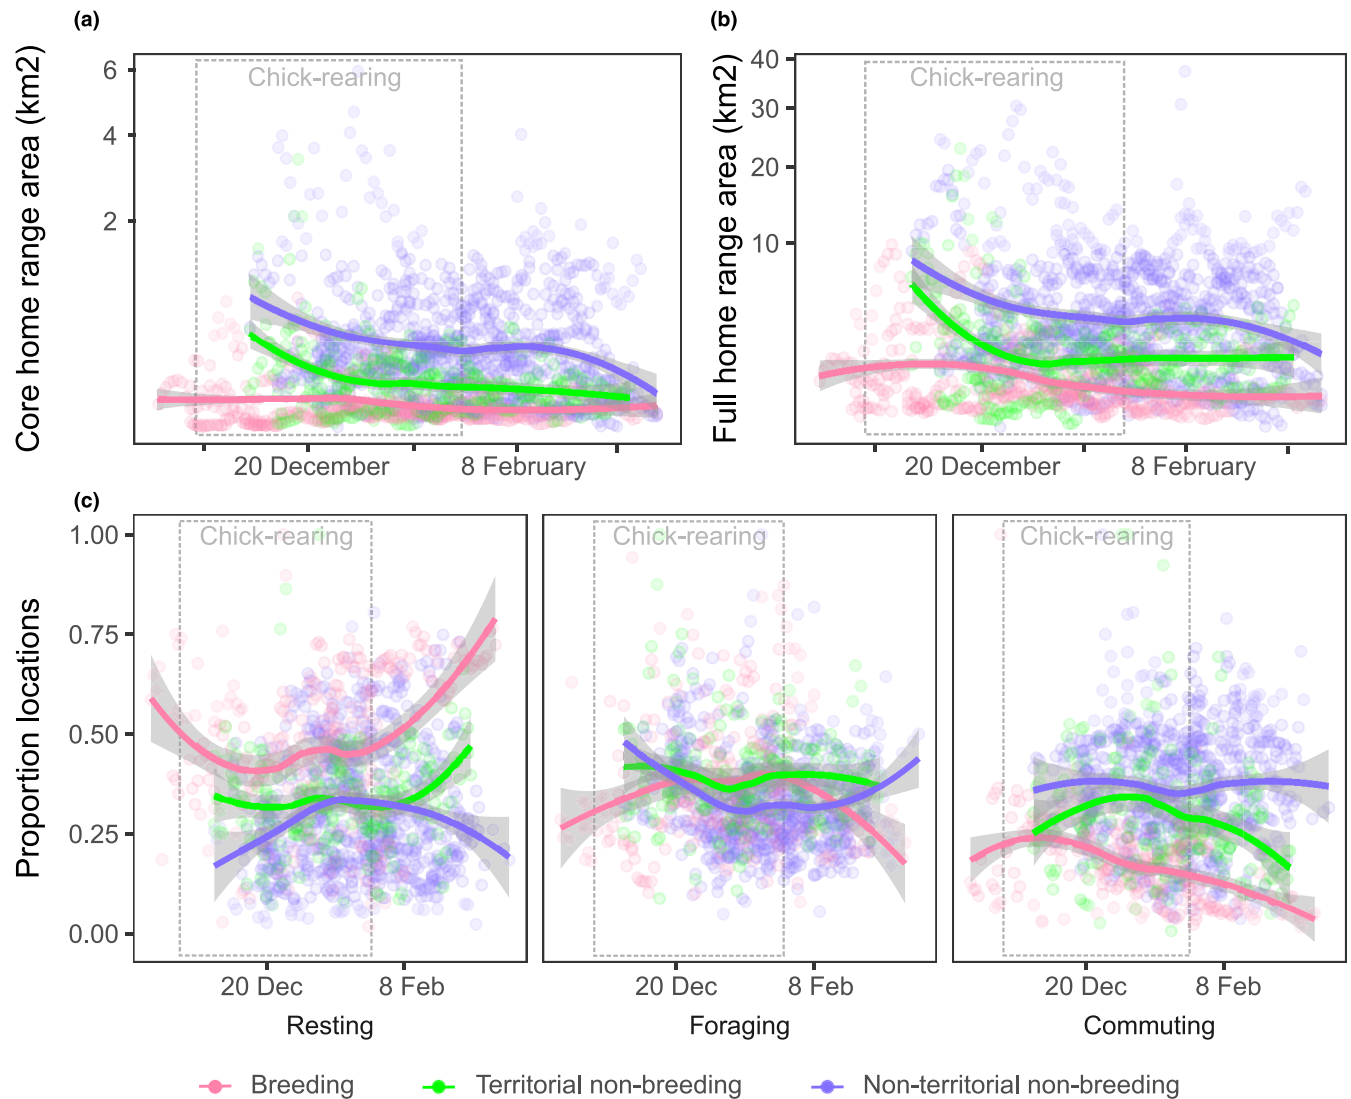 (a)
Core home range area (km2)
6
4
2
Chick-rearing
20 December
8 February
(b)
Full home range area (km2)
40
30
20
10
Chick-rearing
20 December
8 February
(c)
Proportion locations
1.00
0.75
0.50
0.25
0.00
Chick-rearing
20 Dec
8 Feb
Resting
Chick-rearing
20 Dec
8 Feb
Foraging
Chick-rearing
20 Dec
8 Feb
Commuting
Breeding
Territorial non-breeding
Non-territorial non-breeding